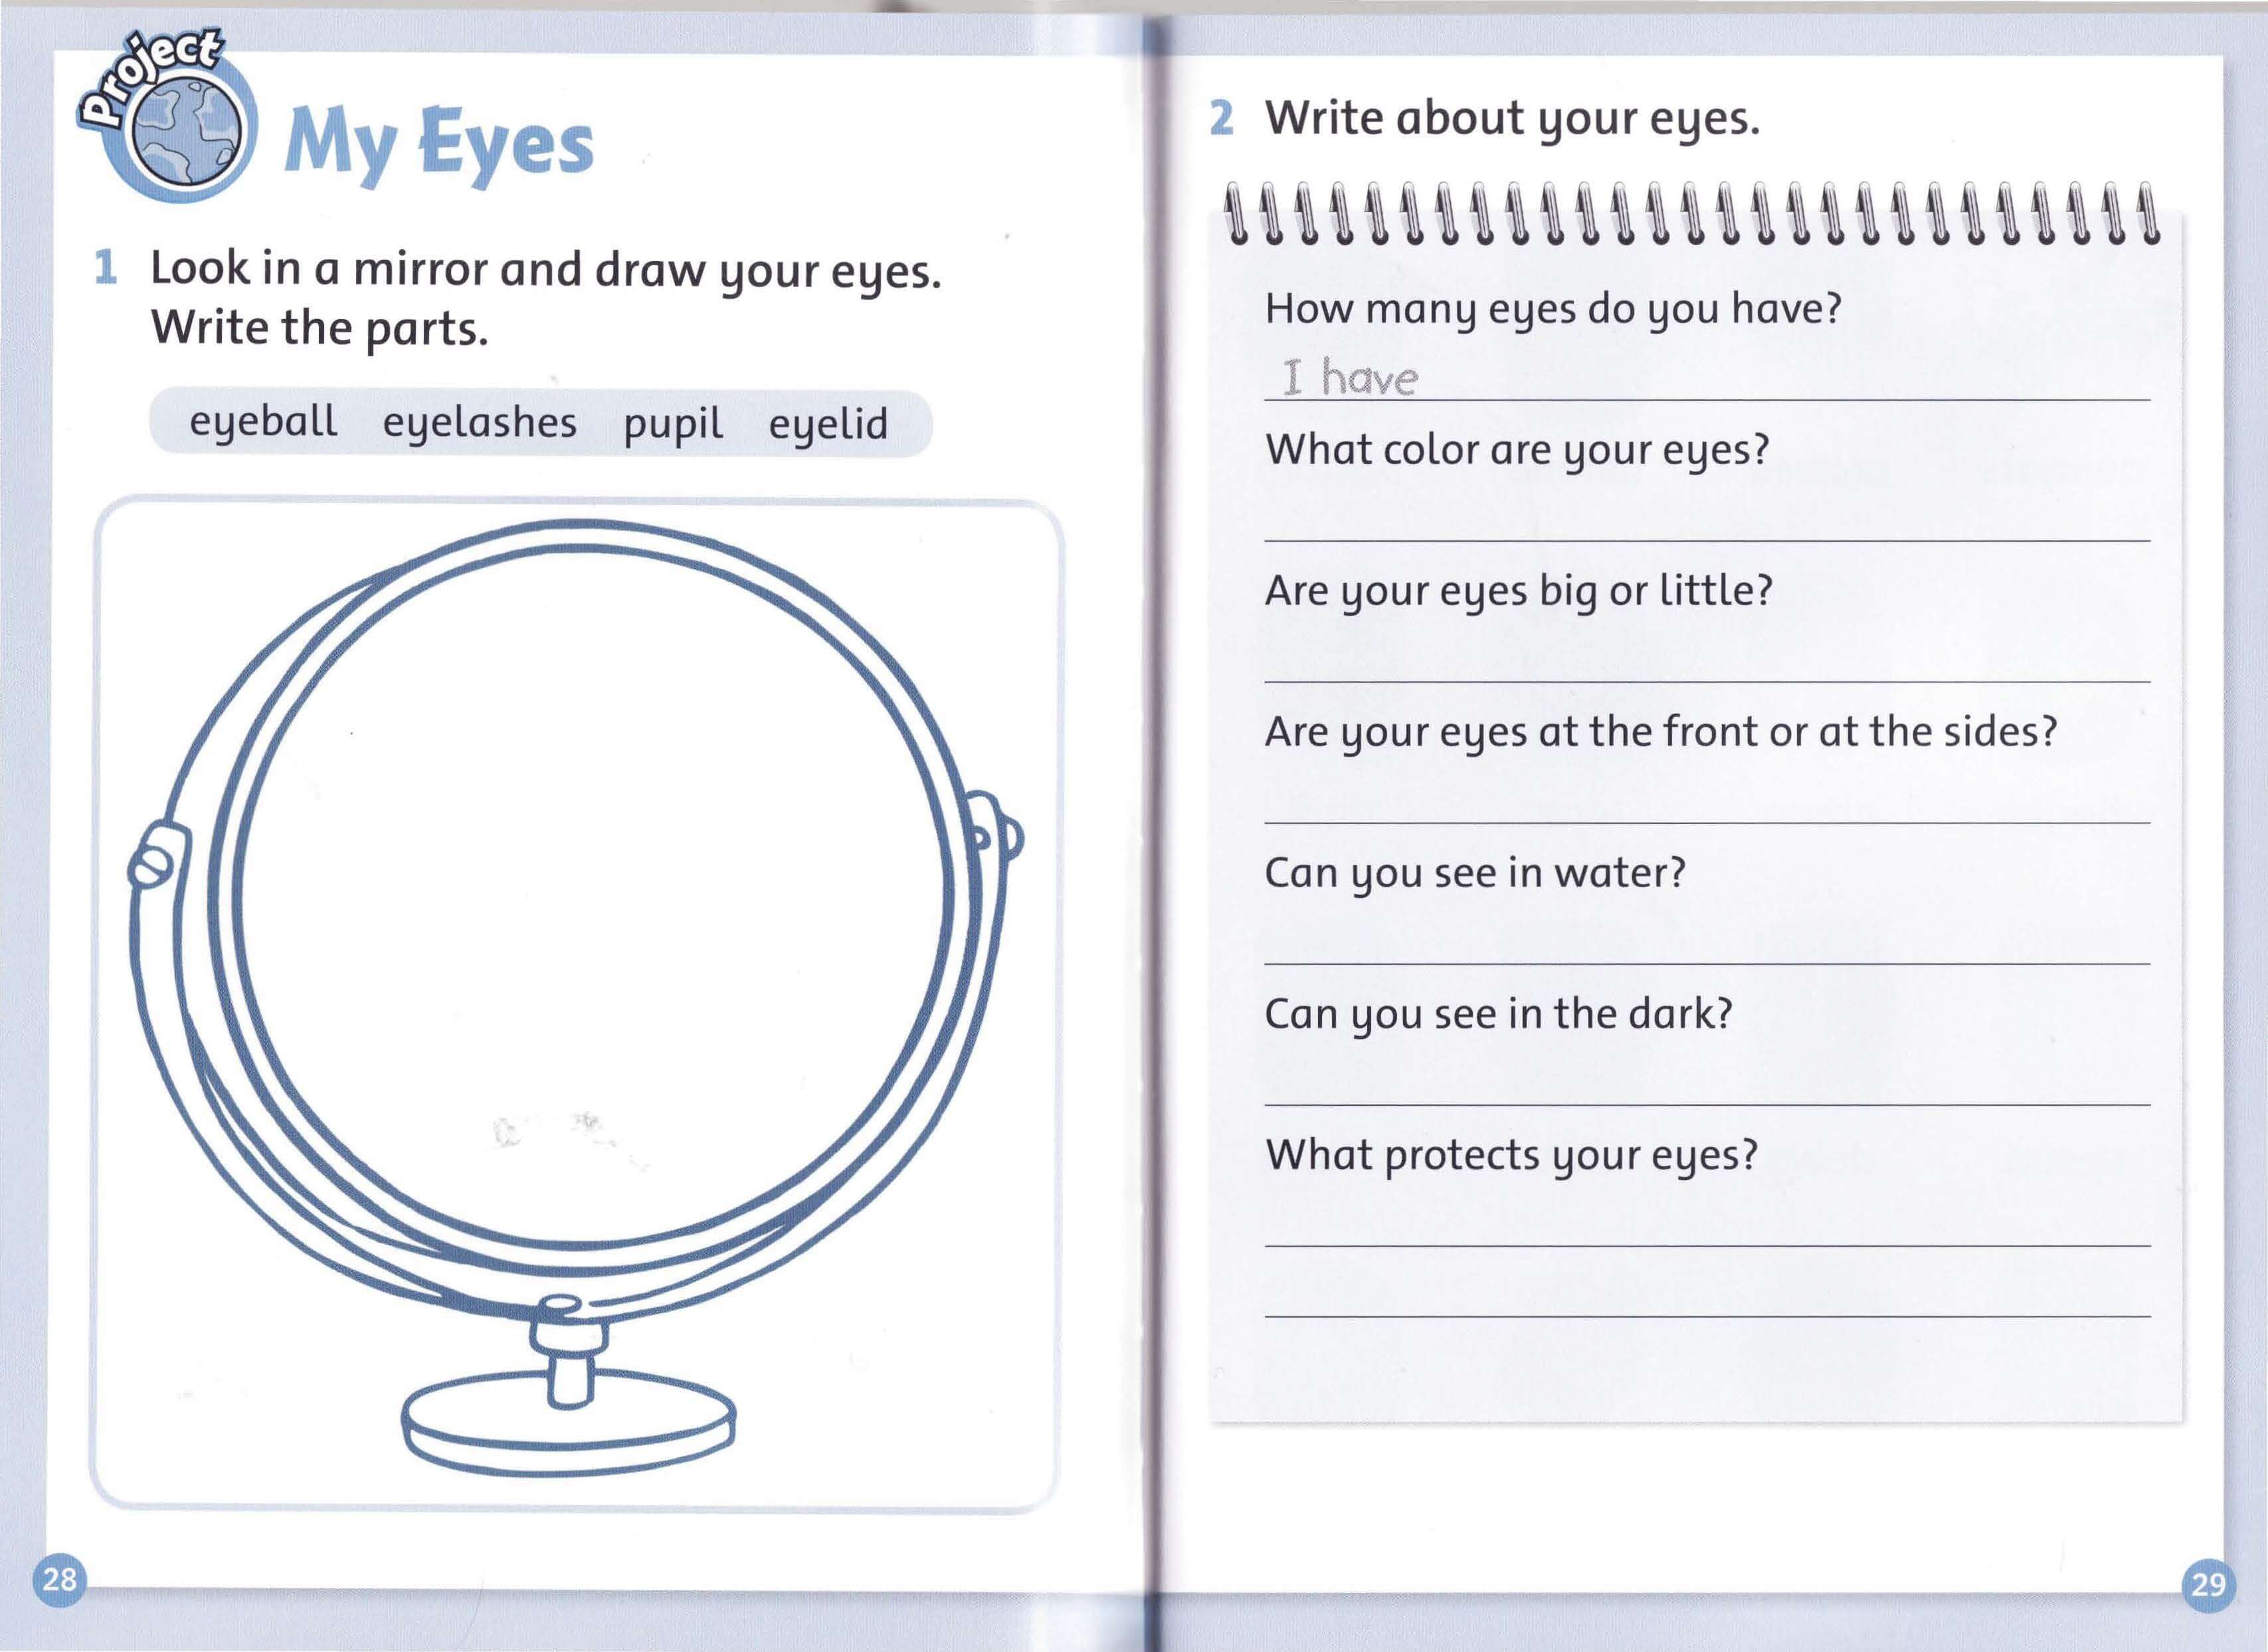 Project
My Eyes
1 Look in a mirror and draw your eyes.
Write the parts.
eyeball eyelashes pupil eyelid
28
2 Write about your eyes.
How many eyes do you have?
I have
What color are your eyes?
Are your eyes big or little?
Are your eyes at the front or at the sides?
Can you see in water?
Can you see in the dark?
What protects your eyes?
29